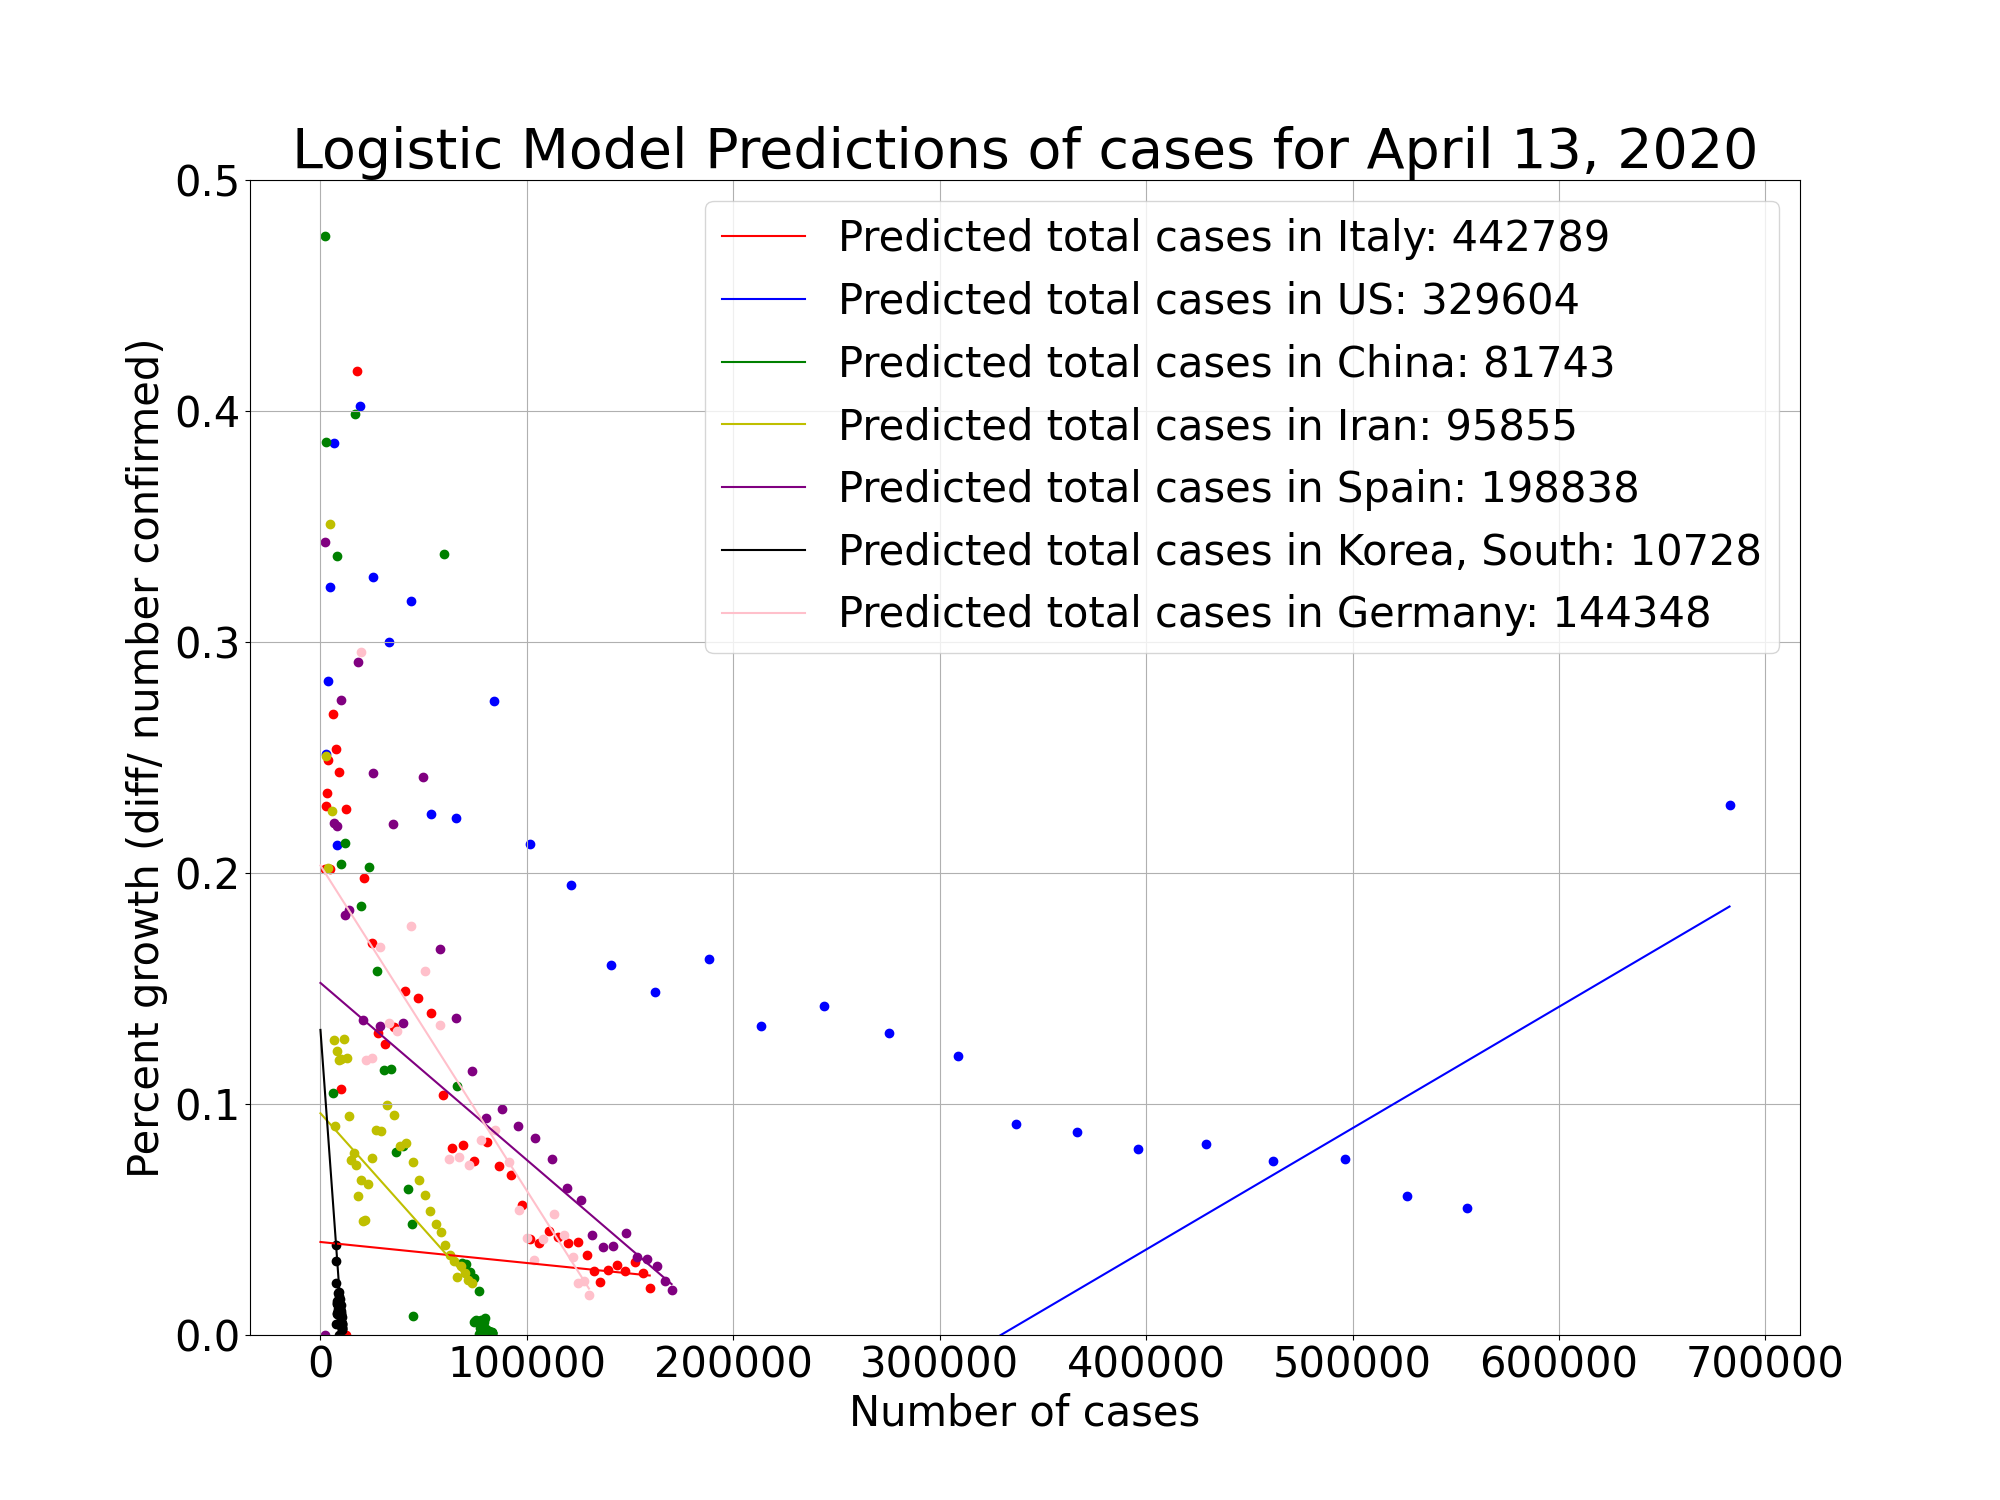 Logistic Model Predictions of cases for April 13, 2020
0.5
0.4
0.3
0.2
0.1
0.0
Percent growth (diff/ number confirmed)
Predicted total cases in Italy: 442789
Predicted total cases in US: 329604
Predicted total cases in China: 81743
Predicted total cases in Iran: 95855
Predicted total cases in Spain: 198838
Predicted total cases in Korea, South: 10728
Predicted total cases in Germany: 144348
0 100000 200000 300000 400000 500000 600000 700000
Number of cases